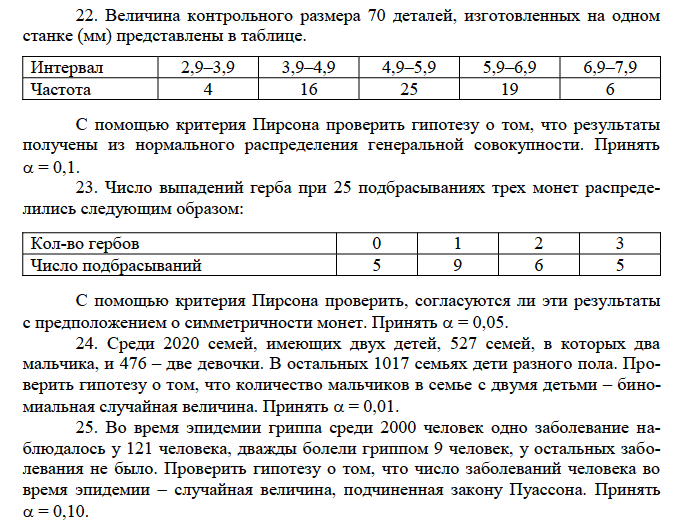 22. Величина контрольного размера 70 деталей, изготовленных на одном
станке (мм) представлены в таблице.
Интервал 2,9–3,9 3,9–4,9 4,9–5,9 5,9–6,9 6,9–7,9
Частота 4 16 25 19 6
С помощью критерия Пирсона проверить гипотезу о том, что результаты
получены из нормального распределения генеральной совокупности. Принять
α = 0,1.
23. Число выпадений герба при 25 подбрасываниях трех монет распреде-
лились следующим образом:
Кол-во гербов 0 1 2 3
Число подбрасываний 5 9 6 5
С помощью критерия Пирсона проверить, согласуются ли эти результаты
с предположением о симметричности монет. Принять α = 0,05.
24. Среди 2020 семей, имеющих двух детей, 527 семей, в которых два
мальчика, и 476 – две девочки. В остальных 1017 семьях дети разного пола. Про-
верить гипотезу о том, что количество мальчиков в семье с двумя детьми – бино-
миальная случайная величина. Принять α = 0,01.
25. Во время эпидемии гриппа среди 2000 человек одно заболевание на-
блюдалось у 121 человека, дважды болели гриппом 9 человек, у остальных забо-
левания не было. Проверить гипотезу о том, что число заболеваний человека во
время эпидемии – случайная величина, подчиненная закону Пуассона. Принять
α = 0,10.